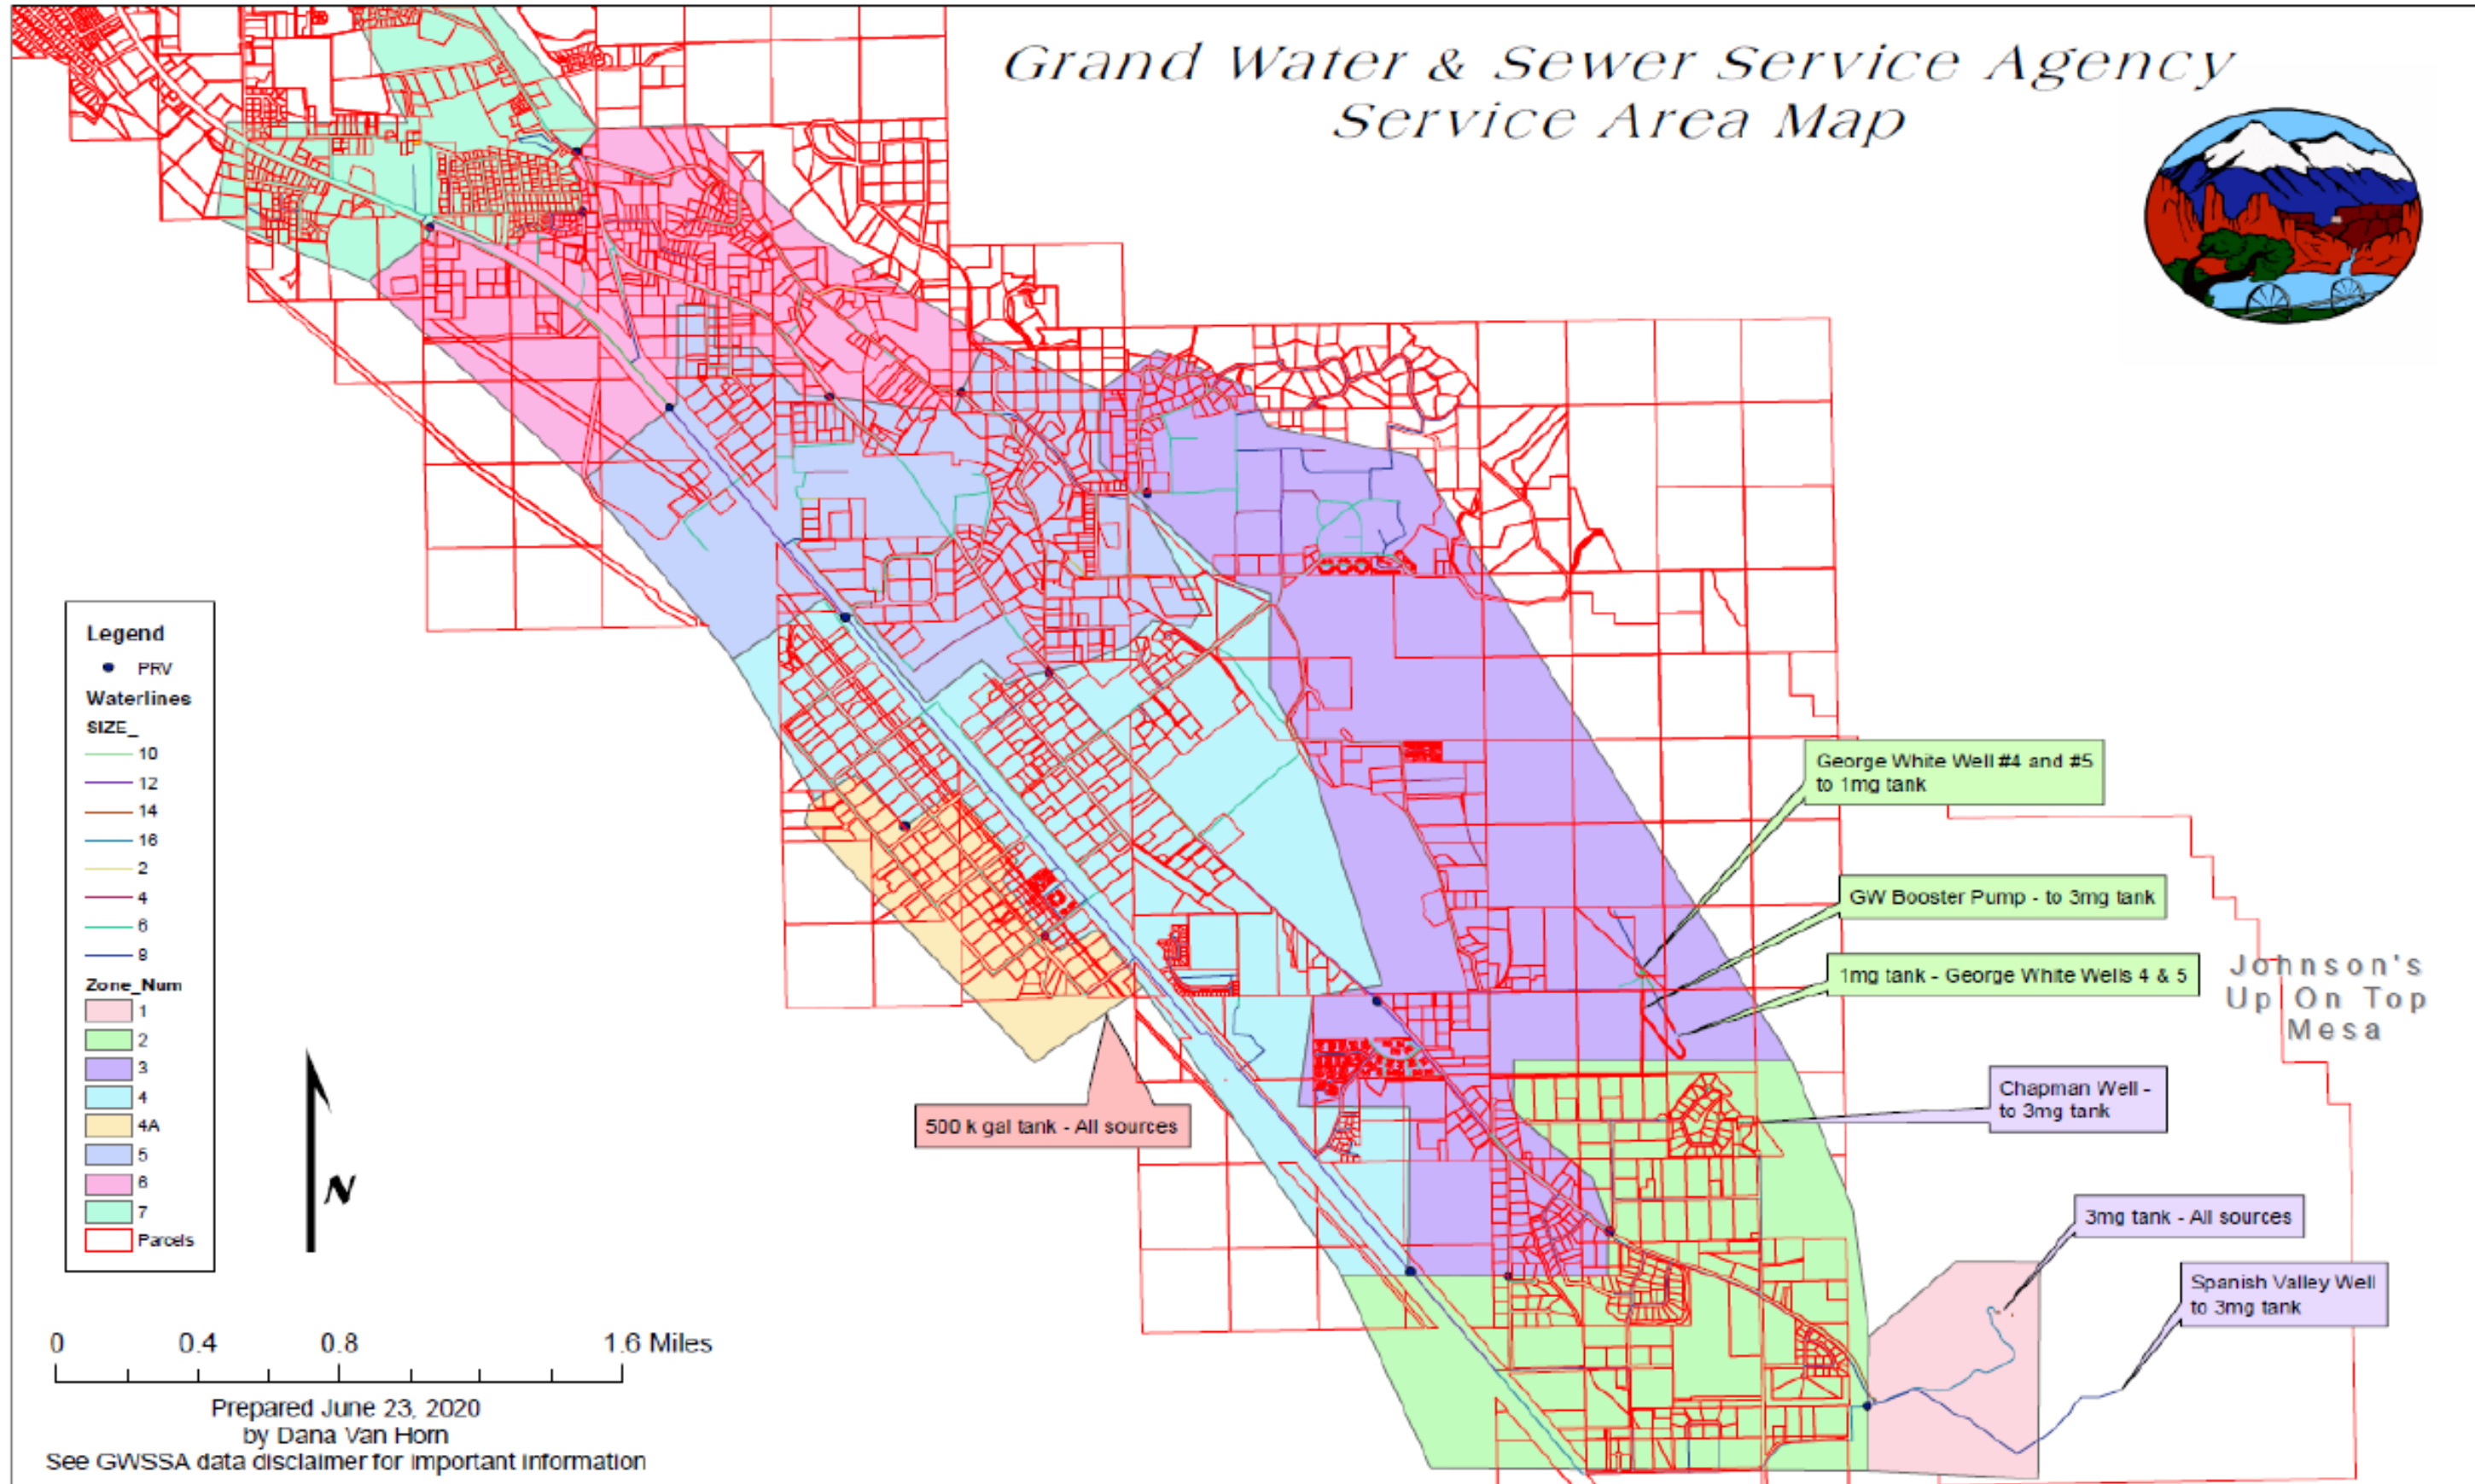 Grand Water & Sewer Service Agency
Service Area Map
Legend
PRV
Waterlines
SIZE_
10
12
14
16
2
4
6
8
Zone_Num
1
2
3
4
4A
5
6
7
Parcels
N
0 0.4 0.8 1.6 Miles
Prepared June 23, 2020
by Dana Van Horn
See GWSSA data disclaimer for important information
500 k gal tank - All sources
George White Well #4 and #5
to 1mg tank
GW Booster Pump - to 3mg tank
1mg tank - George White Wells 4 & 5
Johnson's
Up On Top
Mesa
Chapman Well -
to 3mg tank
3mg tank - All sources
Spanish Valley Well
to 3mg tank